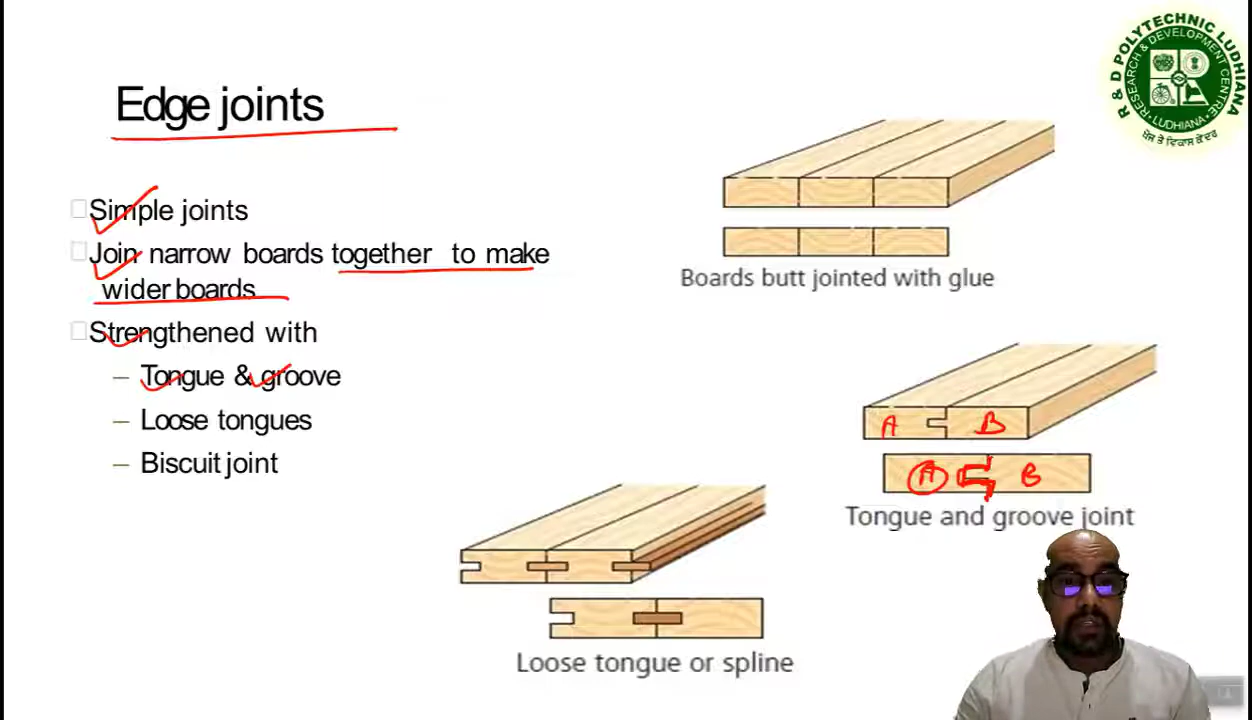 Edge joints
Simple joints
Join narrow boards together to make
wider boards
Strengthened with
– Tongue & groove
– Loose tongues
– Biscuit joint
R & D POLYTECHNIC LUDHIANA
RESEARCH & DEVELOPMENT CENTRE
LUDHIANA
ਖੋਜ ਤੇ ਵਿਕਾਸ ਕੇਂਦਰ
Boards butt jointed with glue
A B
A B
Tongue and groove joint
Loose tongue or spline